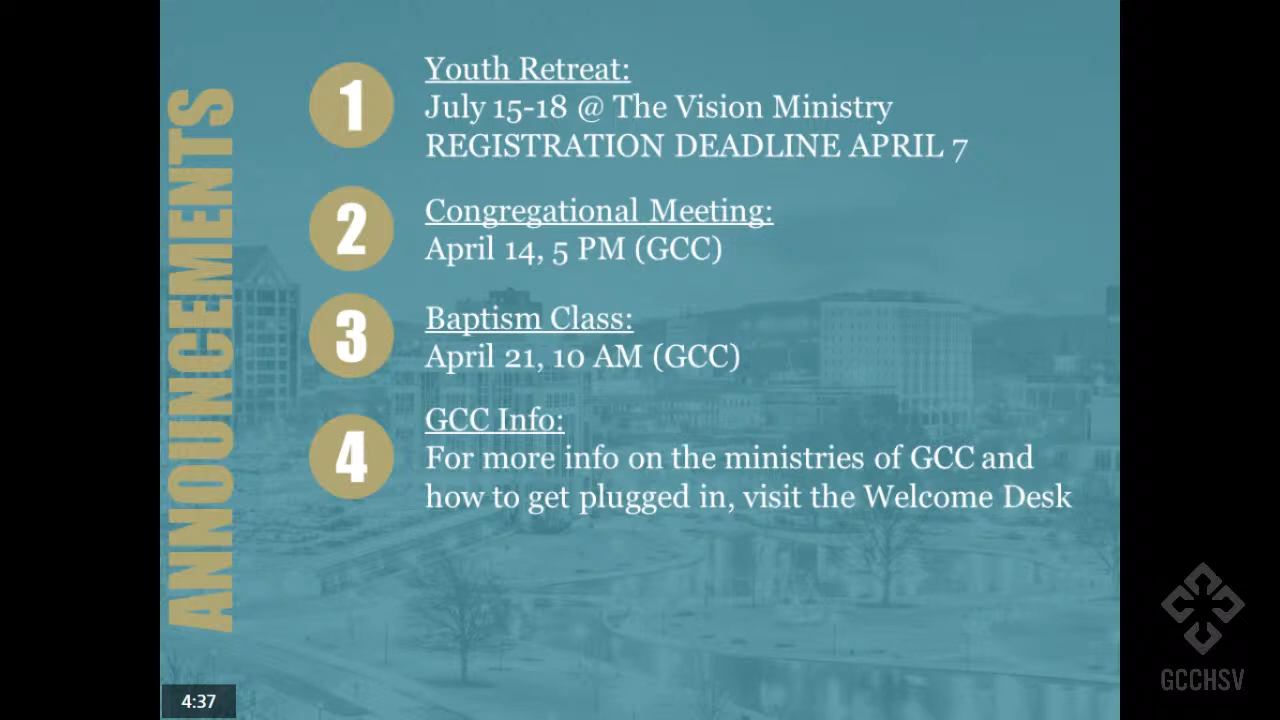 ANNOUNCEMENTS
1
Youth Retreat:
July 15-18 @ The Vision Ministry
REGISTRATION DEADLINE APRIL 7
2
Congregational Meeting:
April 14, 5 PM (GCC)
3
Baptism Class:
April 21, 10 AM (GCC)
4
GCC Info:
For more info on the ministries of GCC and
how to get plugged in, visit the Welcome Desk
4:37
GCCHSV